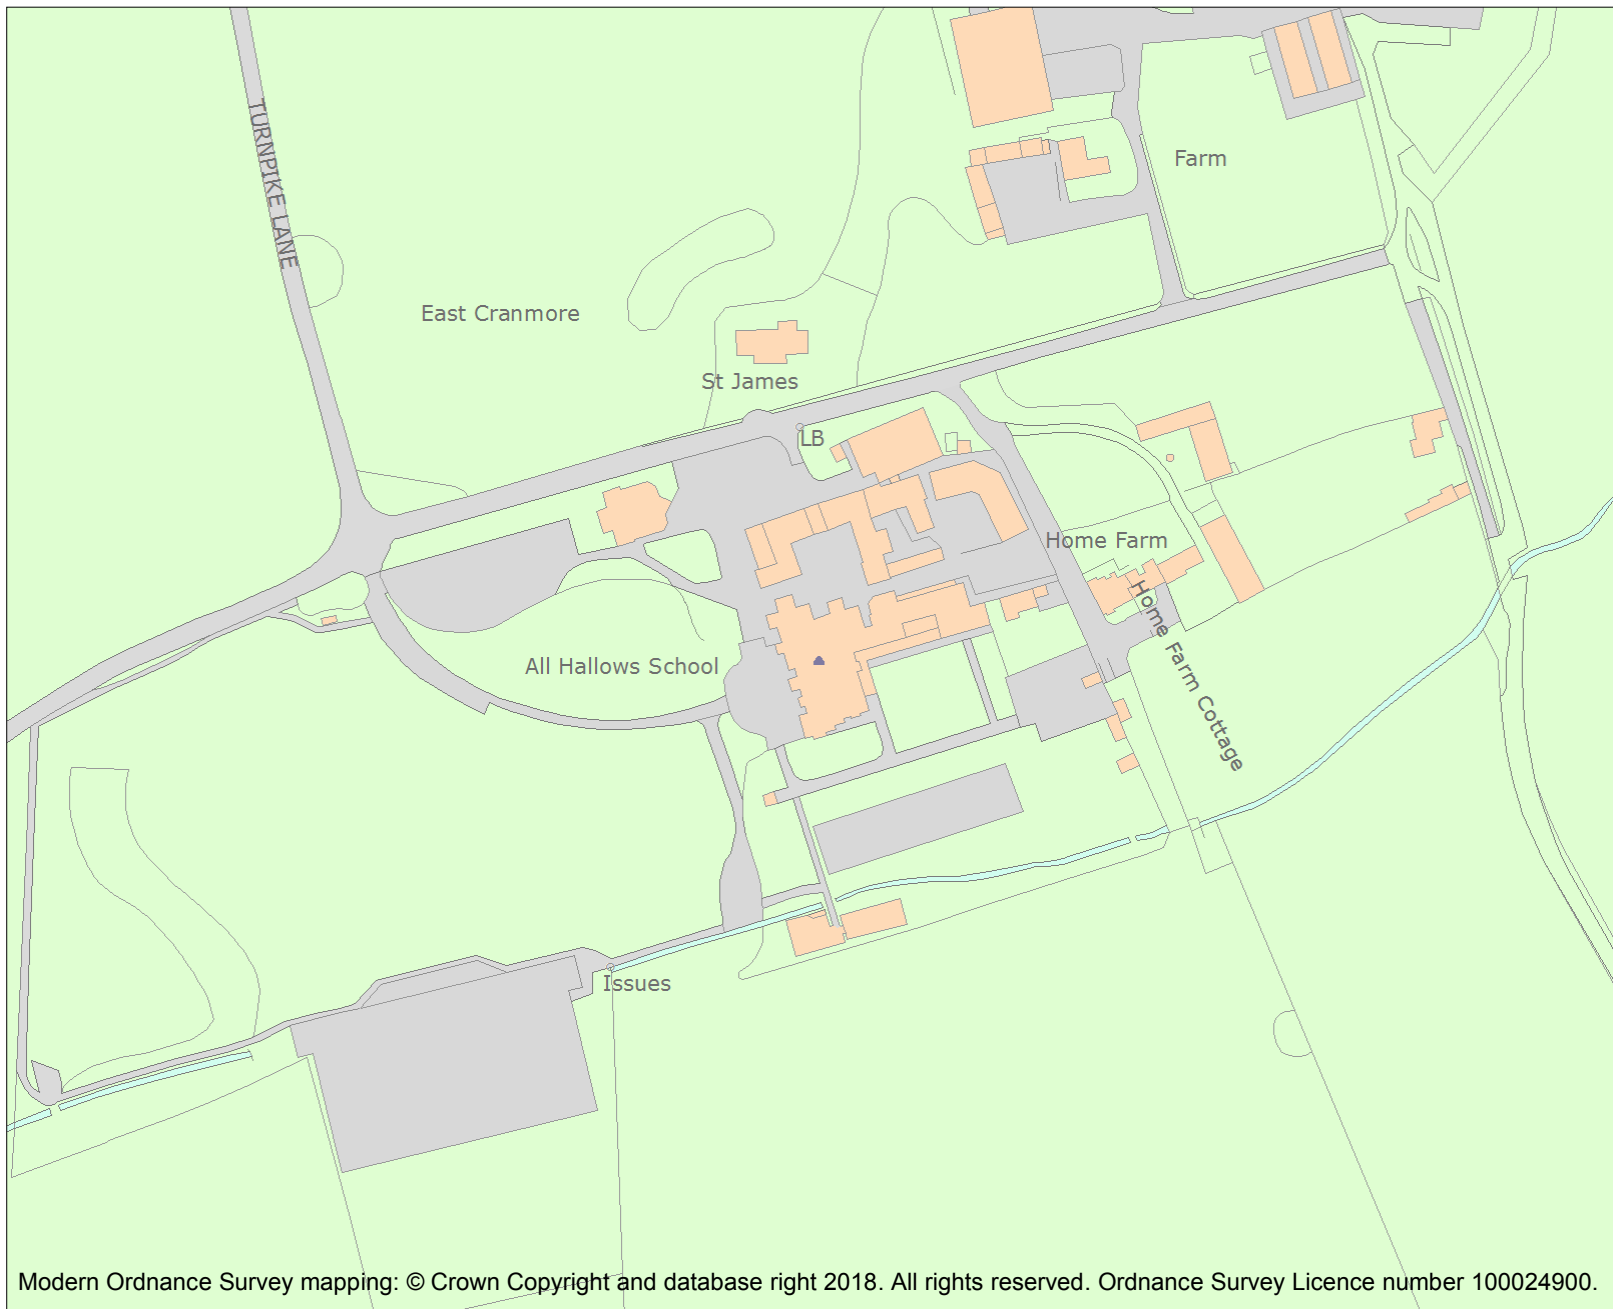 TURNPIKE LANE
Farm
East Cranmore
St James
LB
Home Farm
Home Farm Cottage
All Hallows School
Issues
Modern Ordnance Survey mapping: © Crown Copyright and database right 2018. All rights reserved. Ordnance Survey Licence number 100024900.